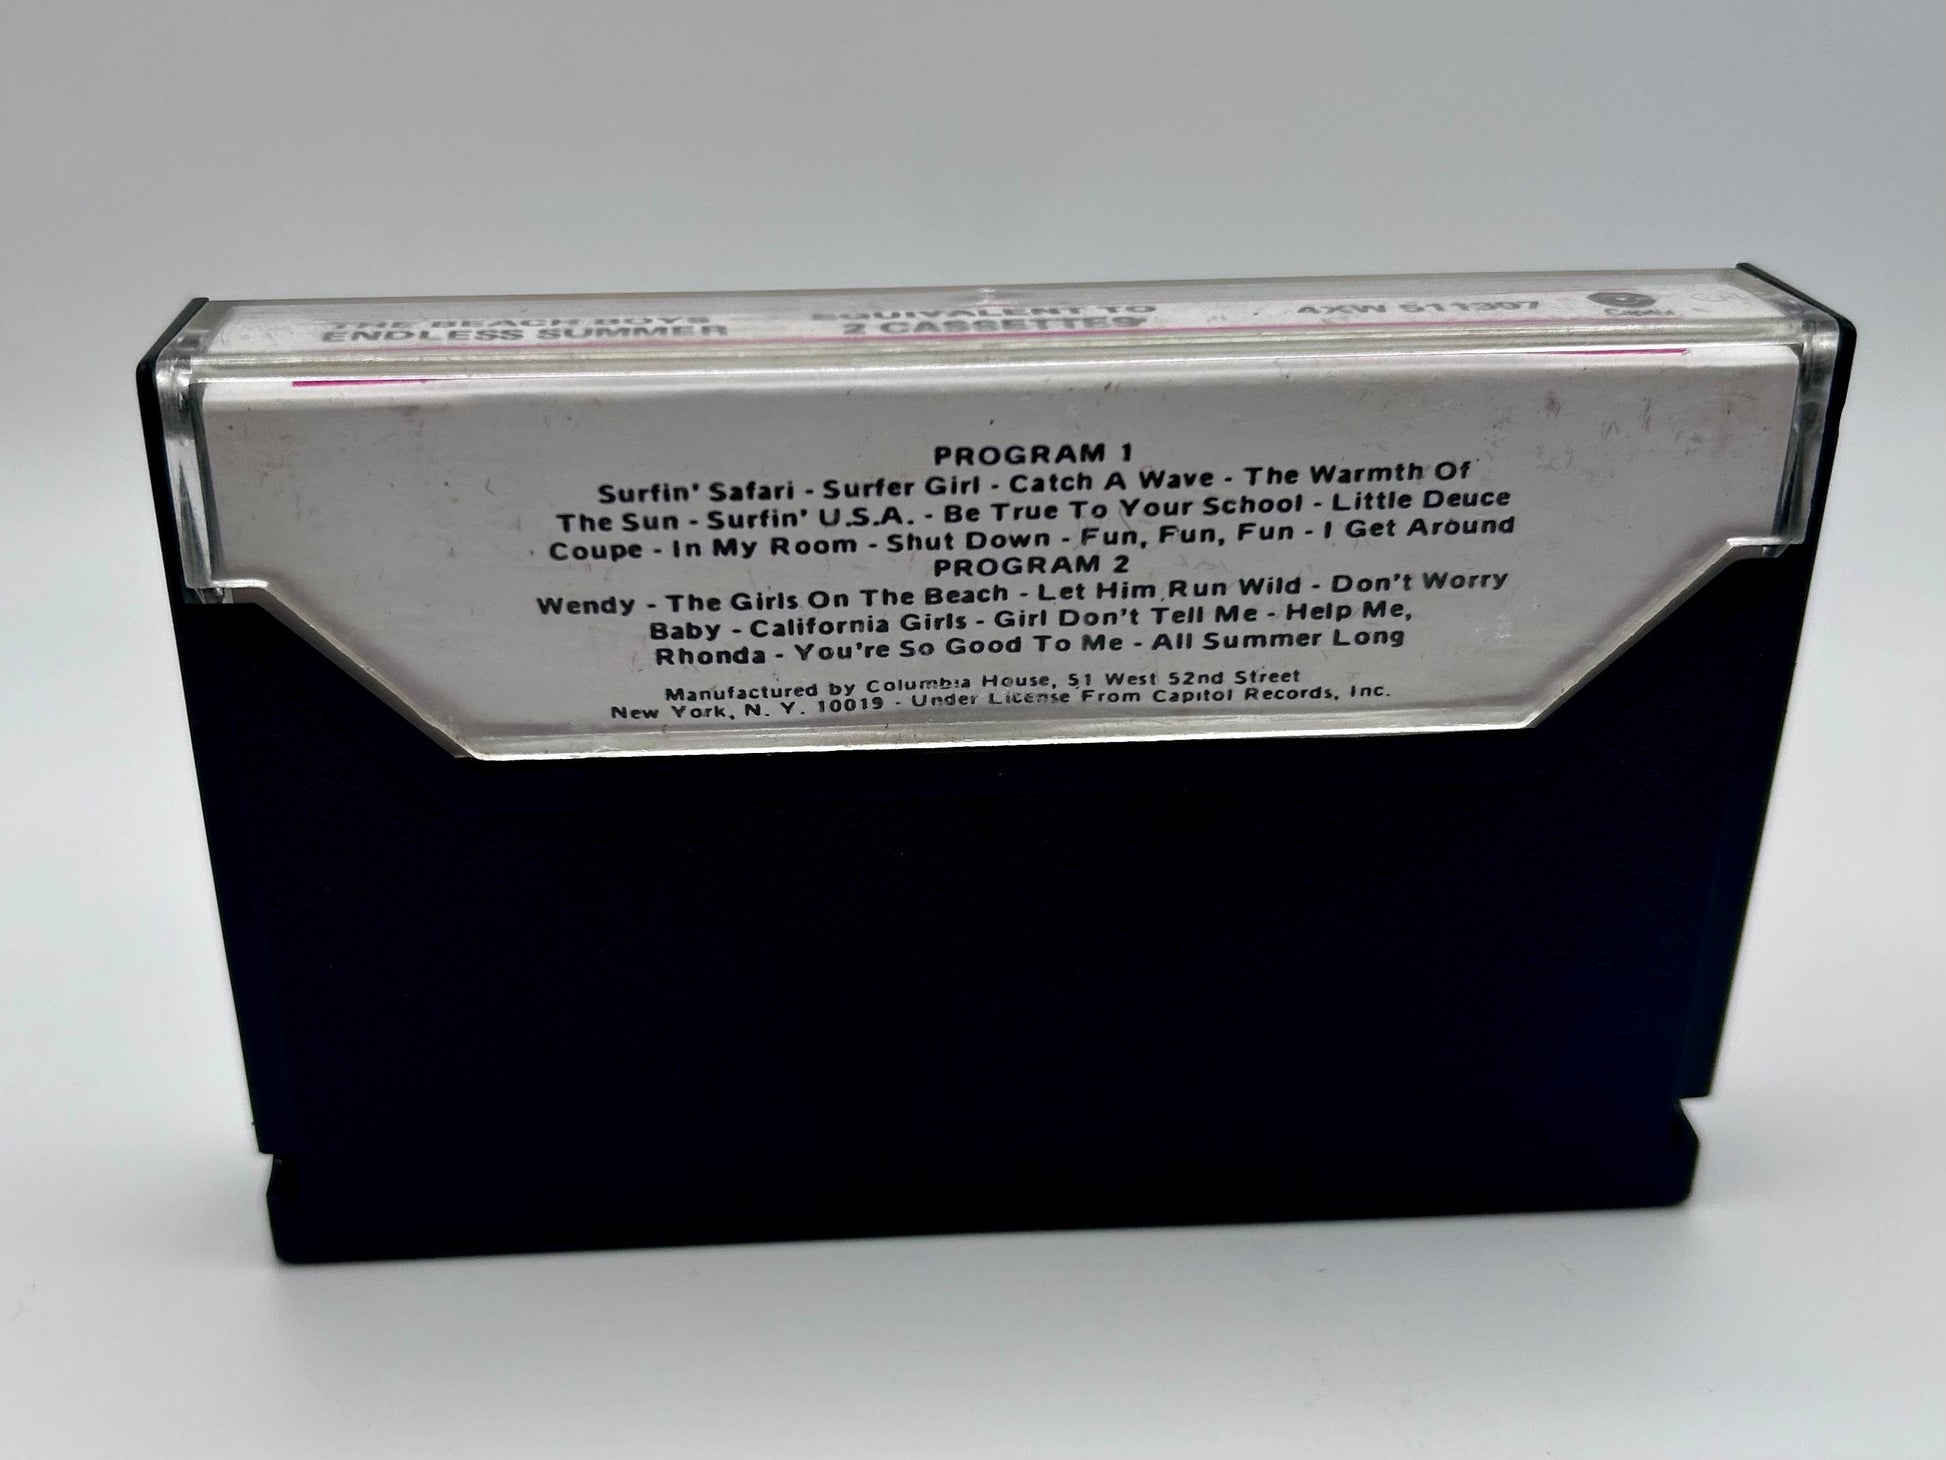 THE BEACH BOYS
ENDLESS SUMMER
EQUIVALENT TO
2 CASSETTES
4XW 511307
Capitol
PROGRAM 1
Surfin' Safari - Surfer Girl - Catch A Wave - The Warmth Of
The Sun - Surfin' U.S.A. - Be True To Your School - Little Deuce
Coupe - In My Room - Shut Down - Fun, Fun, Fun - I Get Around
PROGRAM 2
Wendy - The Girls On The Beach - Let Him Run Wild - Don't Worry
Baby - California Girls - Girl Don't Tell Me - Help Me,
Rhonda - You're So Good To Me - All Summer Long
Manufactured by Columbia House, 51 West 52nd Street
New York, N. Y. 10019 - Under License From Capitol Records, Inc.